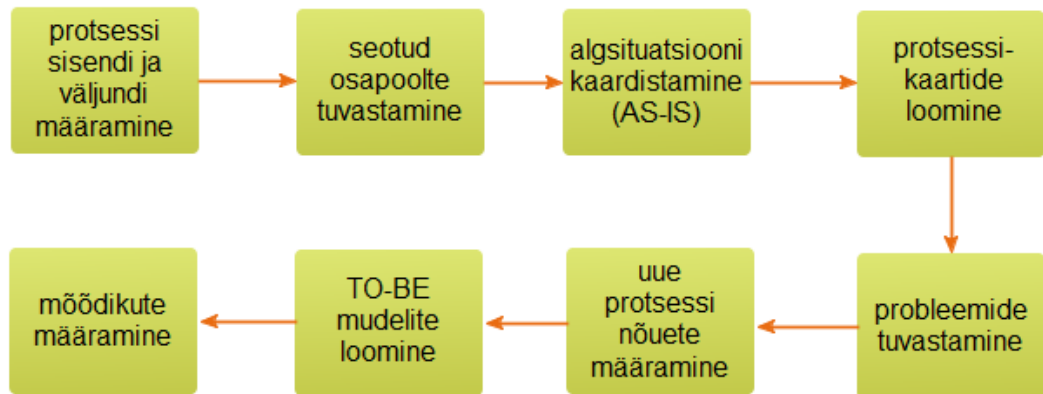 protsessi
sisendi ja
väljundi
määramine
seotud
osapoolte
tuvastamine
algsituatsiooni
kaardistamine
(AS-IS)
protsessi-
kaartide
loomine
probleemide
tuvastamine
uue
protsessi
nõuete
määramine
TO-BE
mudelite
loomine
mõõdikute
määramine